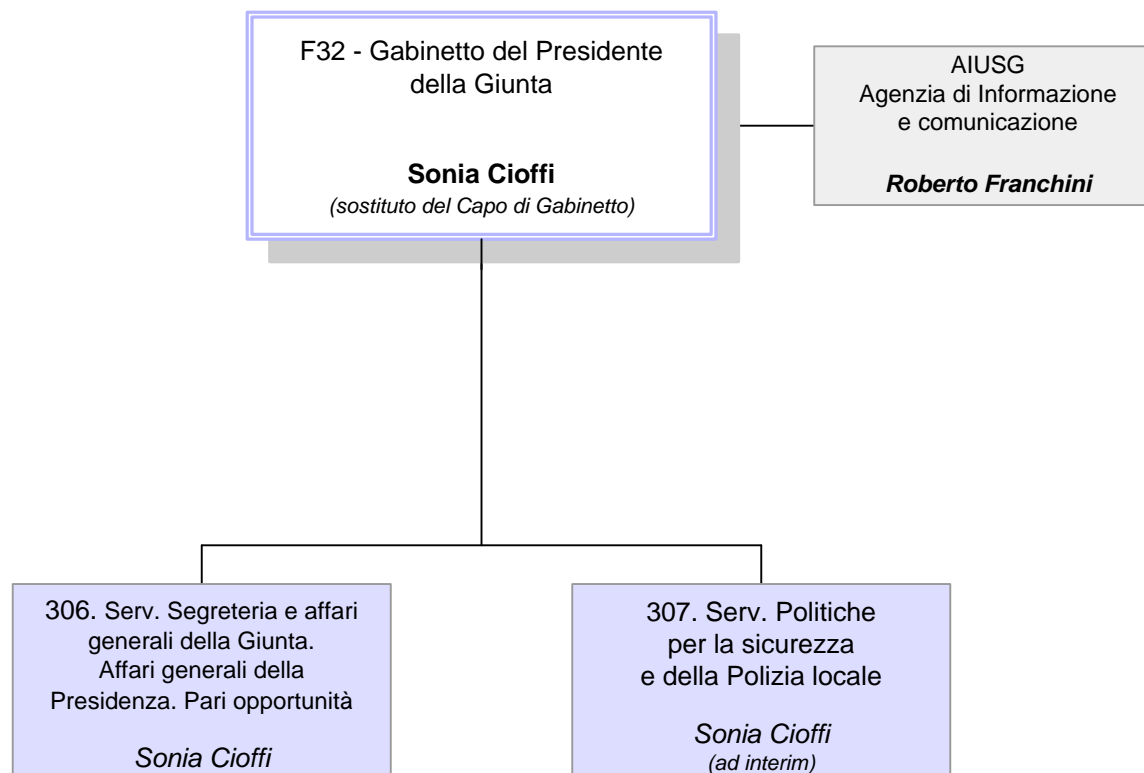 F32 - Gabinetto del Presidente
della Giunta
Sonia Cioffi
(sostituto del Capo di Gabinetto)
AIUSG
Agenzia di Informazione
e comunicazione
Roberto Franchini
306. Serv. Segreteria e affari
generali della Giunta.
Affari generali della
Presidenza. Pari opportunità
Sonia Cioffi
307. Serv. Politiche
per la sicurezza
e della Polizia locale
Sonia Cioffi
(ad interim)